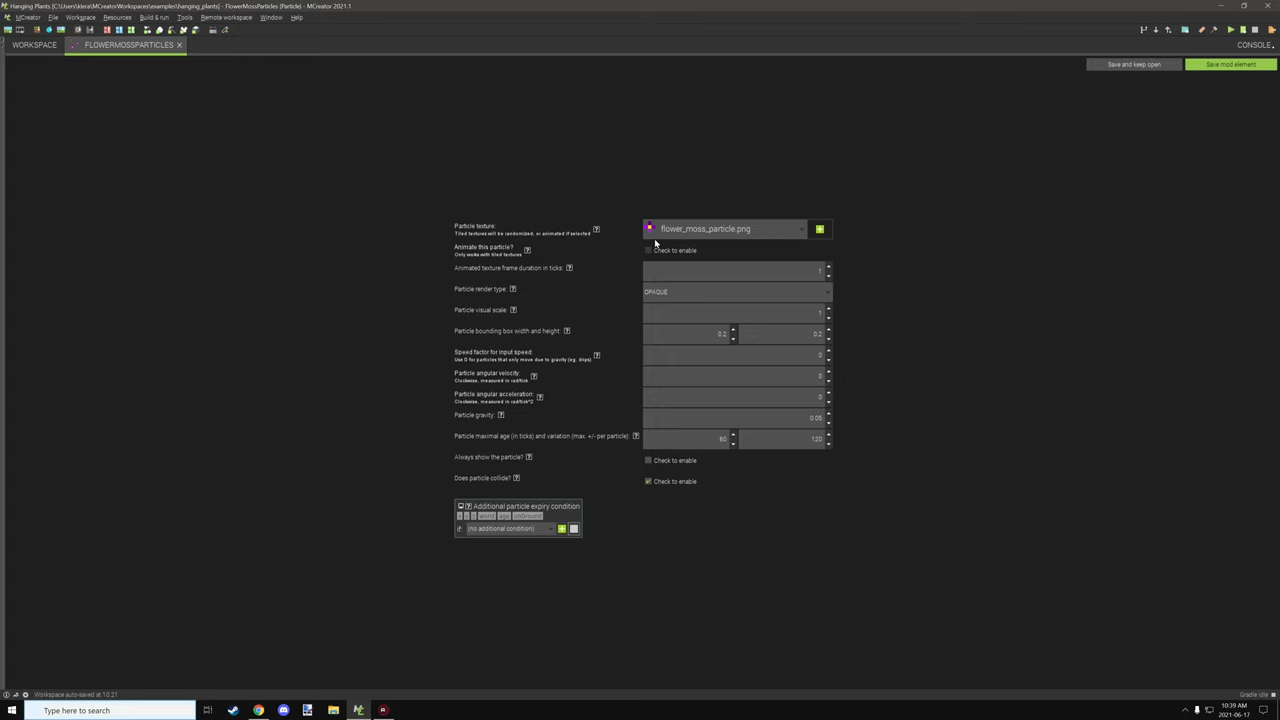 Hanging Plants [C:\Users\kiera\MCreatorWorkspaces\examples\hanging_plants] - FlowerMossParticles (Particle) - MCreator 2021.1
MCreator File Workspace Resources Build & run Tools Remote workspace Window Help
WORKSPACE FLOWERMOSSPARTICLES CONSOLE
Save and keep open Save mod element
Particle texture: flower_moss_particle.png
Tiled textures will be randomized, or animated if selected
Animate this particle? Check to enable
Only works with tiled textures
Animated texture frame duration in ticks: 1
Particle render type: OPAQUE
Particle visual scale: 1
Particle bounding box width and height: 0.2 0.2
Speed factor for input speed: 0
Use 0 for particles that only move due to gravity (eg. drips)
Particle angular velocity: 0
Clockwise, measured in rad/tick
Particle angular acceleration: 0
Clockwise, measured in rad/tick^2
Particle gravity: 0.05
Particle maximal age (in ticks) and variation (max. +/- per particle): 60 120
Always show the particle? Check to enable
Does particle collide? Check to enable
Additional particle expiry condition
x y z world age onGround
if (no additional condition)
Workspace auto-saved at 10:21 Gradle idle
Type here to search
10:39 AM
2021-06-17